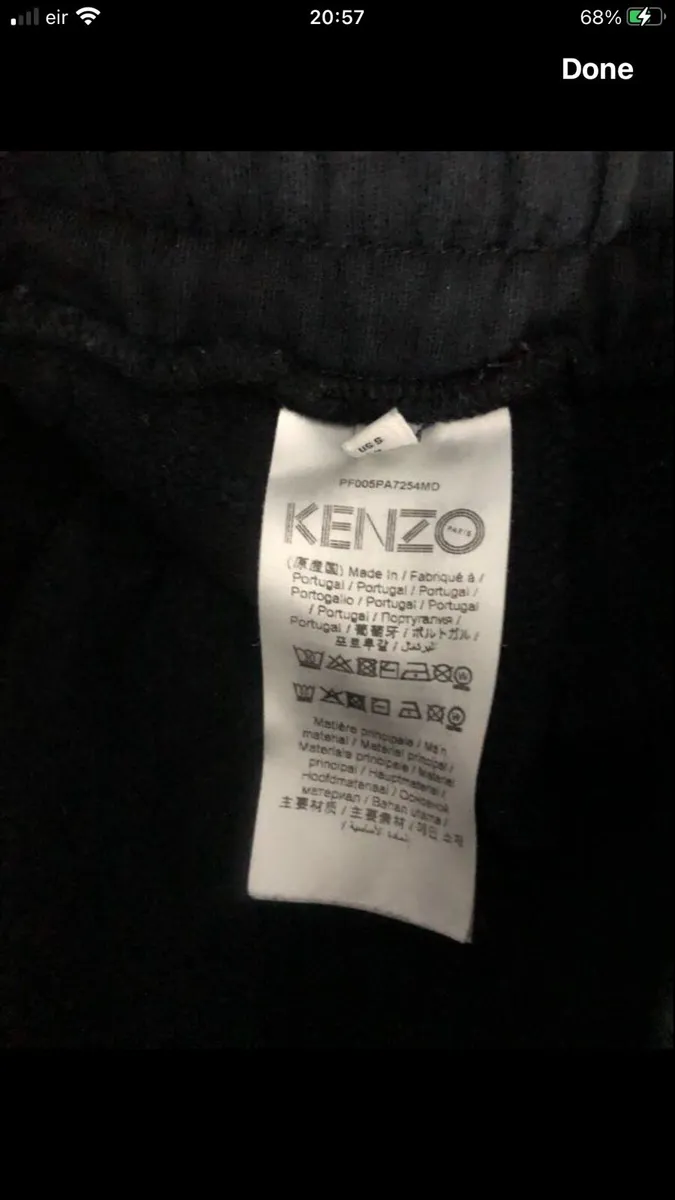 eir
20:57
68%
Done
PF005PA7254MD
KENZO
PARIS
(原産国) Made in / Fabriqué à /
Portugal / Portugal / Portugal /
Portogallo / Portugal / Portugal
/ Portugal / Португалия /
Portugal / 葡萄牙 / ポルトガル /
포르투갈 /
Matière principale / Main
material / Material principal /
Materiale principale / Material
principal / Hauptmaterial /
Hoofdmateriaal / Основной
материал / Bahan utama /
主要材质 / 主要素材 / 메인 소재
/ المادة الأساسية